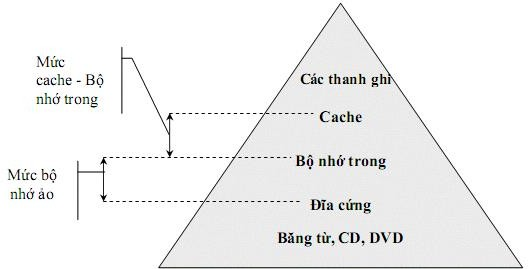 Mức
cache - Bộ
nhớ trong
Các thanh ghi
Cache
Bộ nhớ trong
Mức bộ
nhớ ảo
Đĩa cứng
Băng từ, CD, DVD